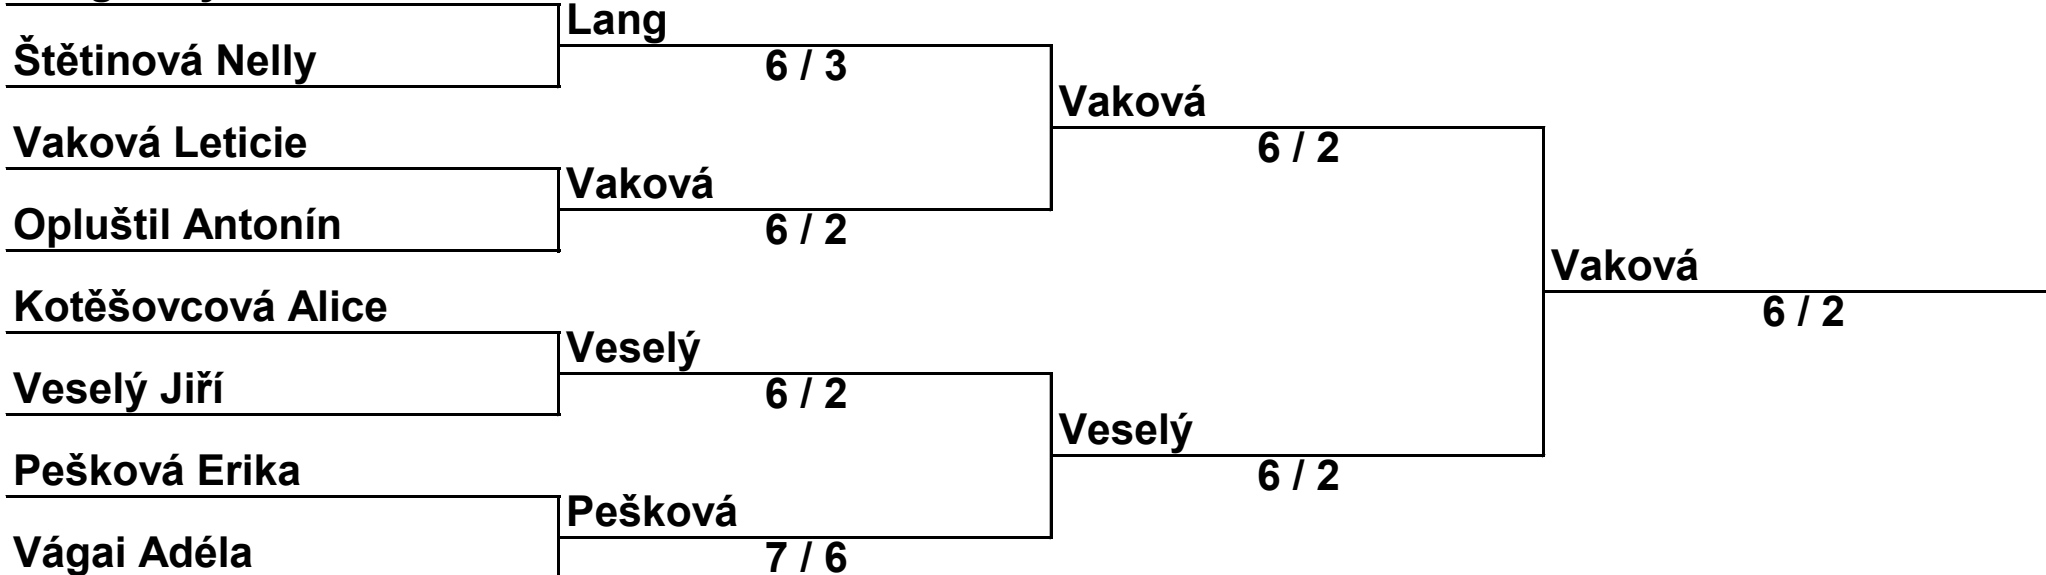 Lang
Štětinová Nelly
6 / 3
Vaková
Vaková Leticie
6 / 2
Vaková
Opluštil Antonín
6 / 2
Vaková
Kotěšovcová Alice
6 / 2
Veselý
Veselý Jiří
6 / 2
Veselý
Pešková Erika
6 / 2
Pešková
Vágai Adéla
7 / 6